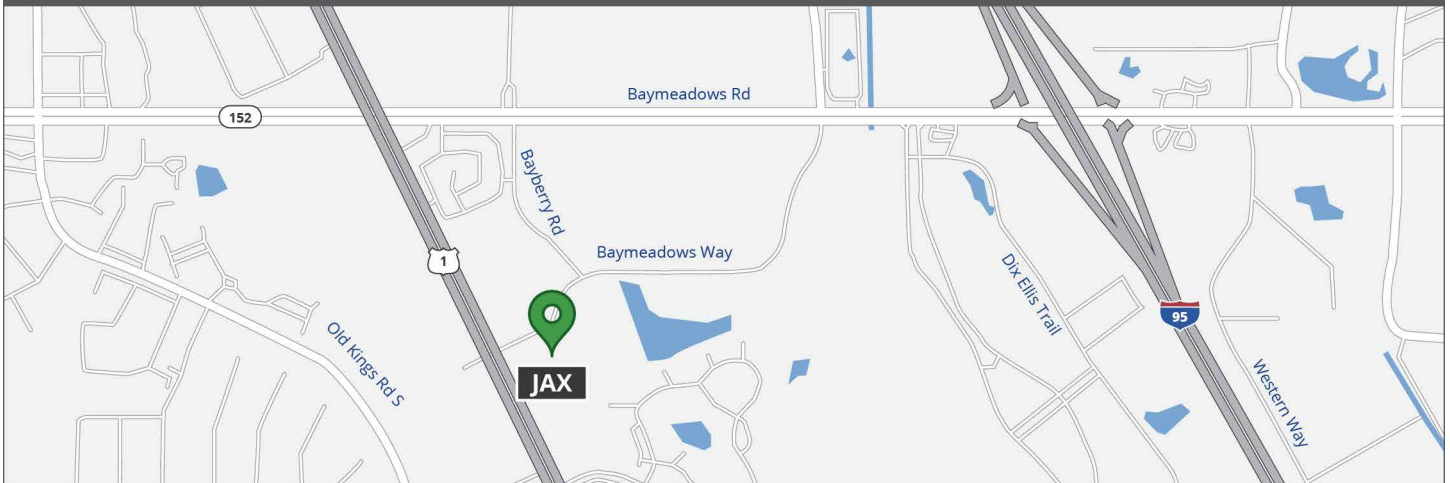 Baymeadows Rd
152
Bayberry Rd
Baymeadows Way
1
Dix Ellis Trail
95
Old Kings Rd S
JAX
Western Way